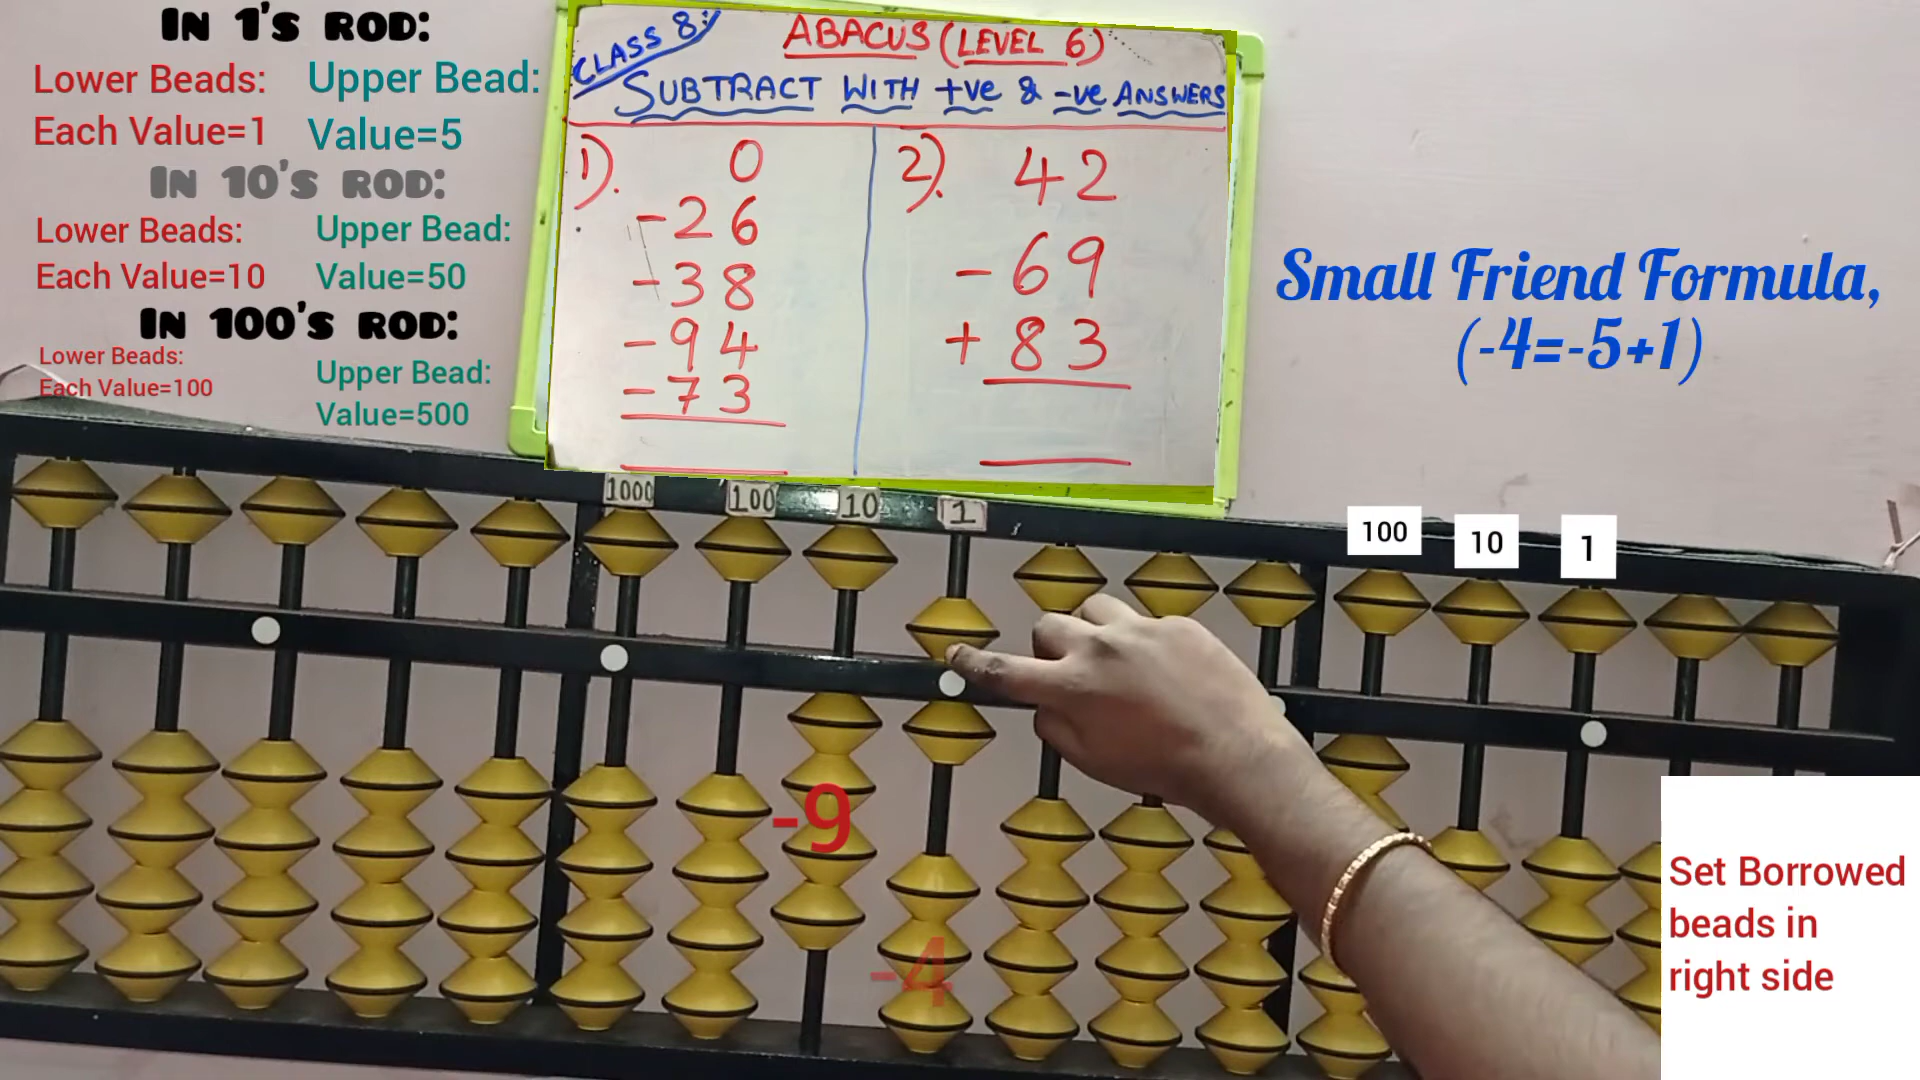 IN 1'S ROD:
Lower Beads: Upper Bead:
Each Value=1 Value=5
IN 10'S ROD:
Lower Beads: Upper Bead:
Each Value=10 Value=50
IN 100'S ROD:
Lower Beads: Upper Bead:
Each Value=100 Value=500
CLASS 8:
ABACUS (LEVEL 6)
SUBTRACT WITH +ve & -ve ANSWERS
1). 0
-26
-38
-94
-73
2). 42
-69
+83
Small Friend Formula,
(-4=-5+1)
1000 100 10 1
100 10 1
-9
-4
Set Borrowed
beads in
right side